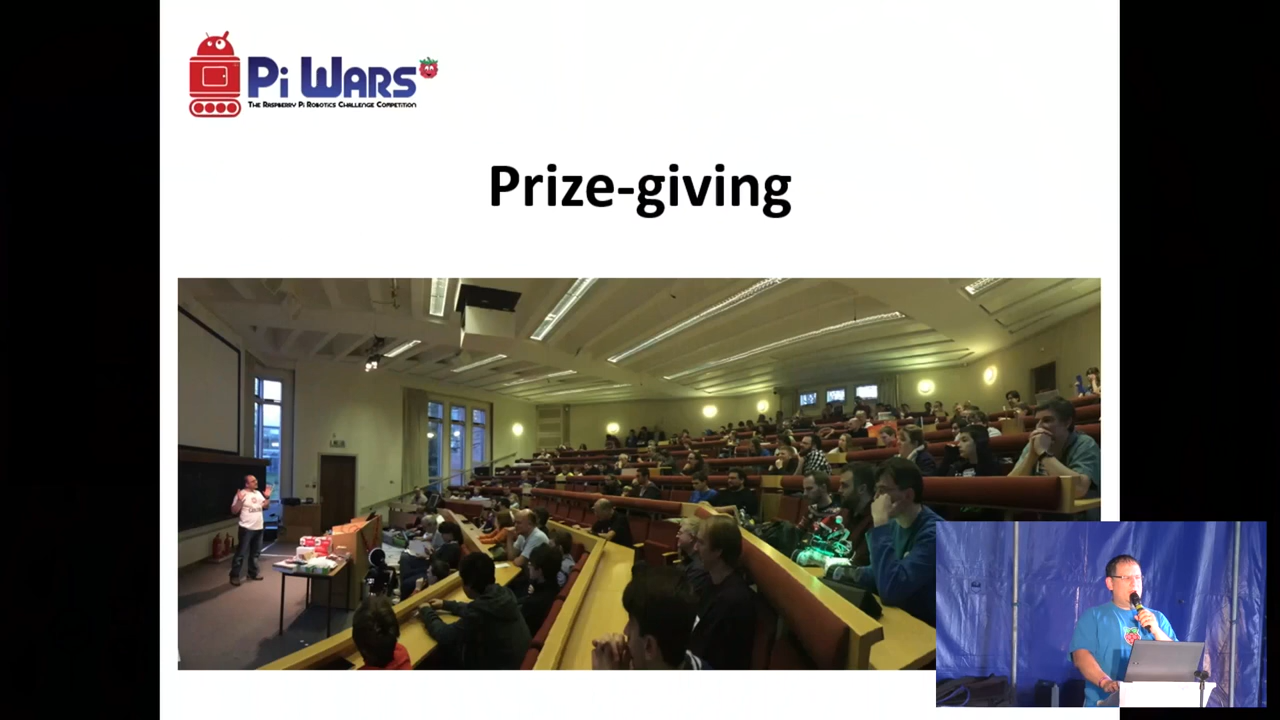 Pi Wars
The Raspberry Pi Robotics Challenge Competition
Prize-giving